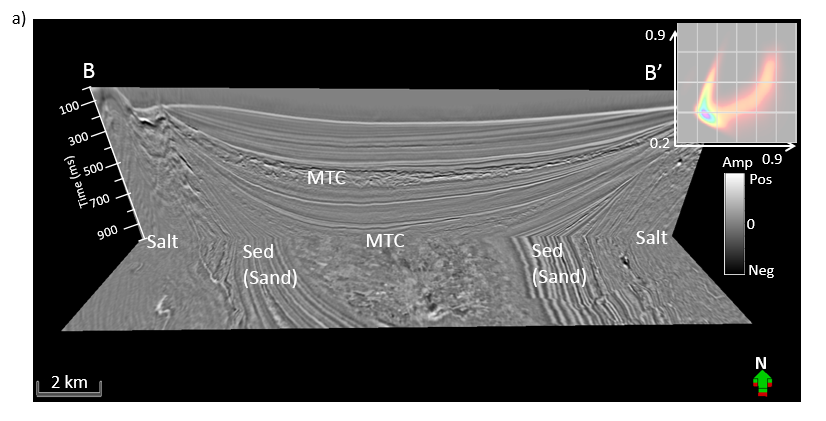 a)
B
B’
0.9
0.2
0.9
100
300
500
700
900
Time (ms)
MTC
MTC
Salt
Sed
(Sand)
Sed
(Sand)
Salt
Amp
Pos
0
Neg
2 km
N